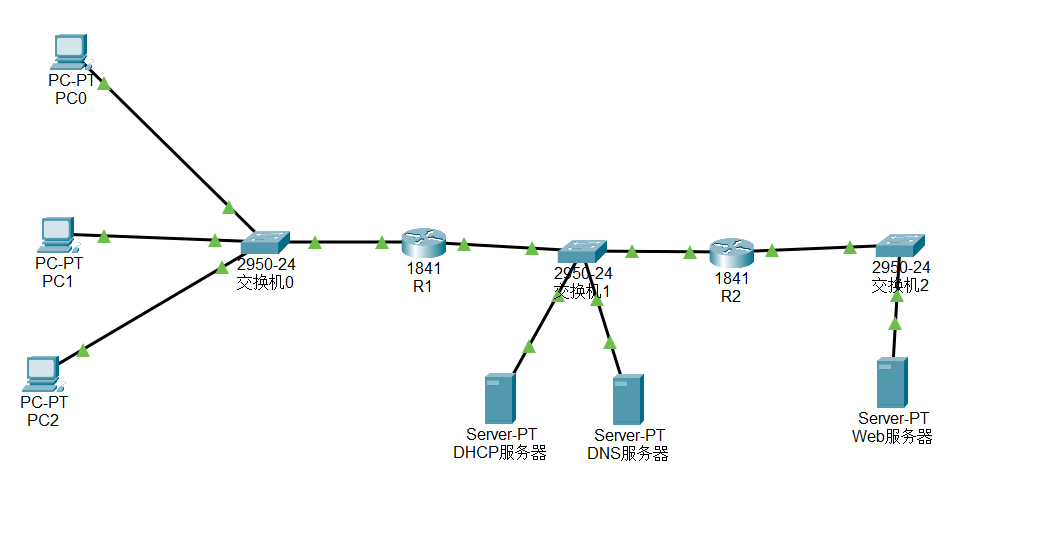 PC-PT
PC0
PC-PT
PC1
PC-PT
PC2
2950-24
交换机0
1841
R1
2950-24
交换机1
1841
R2
2950-24
交换机2
Server-PT
DHCP服务器
Server-PT
DNS服务器
Server-PT
Web服务器